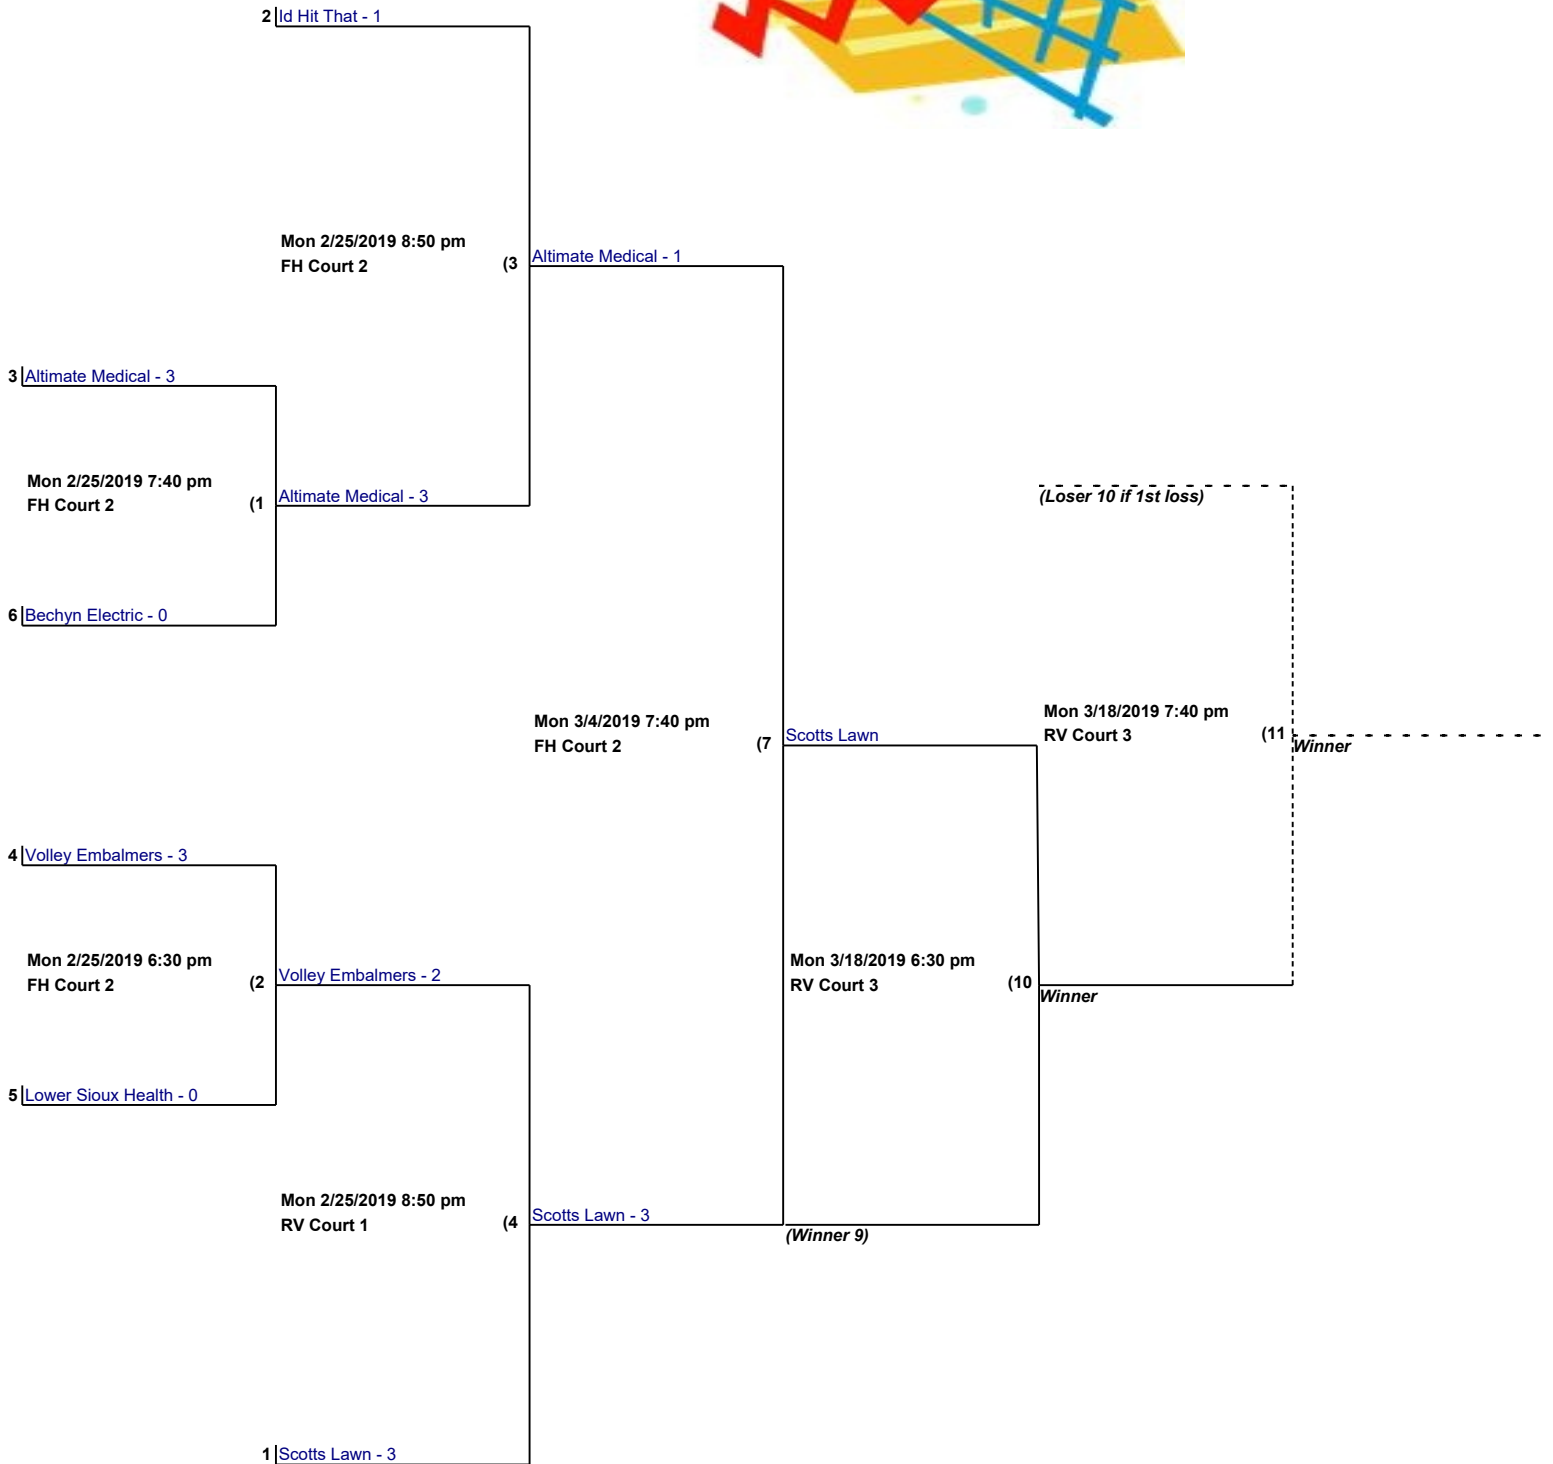 2 Id Hit That - 1
Mon 2/25/2019 8:50 pm
FH Court 2
(3
Altimate Medical - 1
3 Altimate Medical - 3
Mon 2/25/2019 7:40 pm
FH Court 2
(1
Altimate Medical - 3
(Loser 10 if 1st loss)
6 Bechyn Electric - 0
Mon 3/4/2019 7:40 pm
FH Court 2
(7
Scotts Lawn
Mon 3/18/2019 7:40 pm
RV Court 3
(11
Winner
4 Volley Embalmers - 3
Mon 2/25/2019 6:30 pm
FH Court 2
(2
Volley Embalmers - 2
Mon 3/18/2019 6:30 pm
RV Court 3
(10
Winner
5 Lower Sioux Health - 0
Mon 2/25/2019 8:50 pm
RV Court 1
(4
Scotts Lawn - 3
(Winner 9)
1 Scotts Lawn - 3